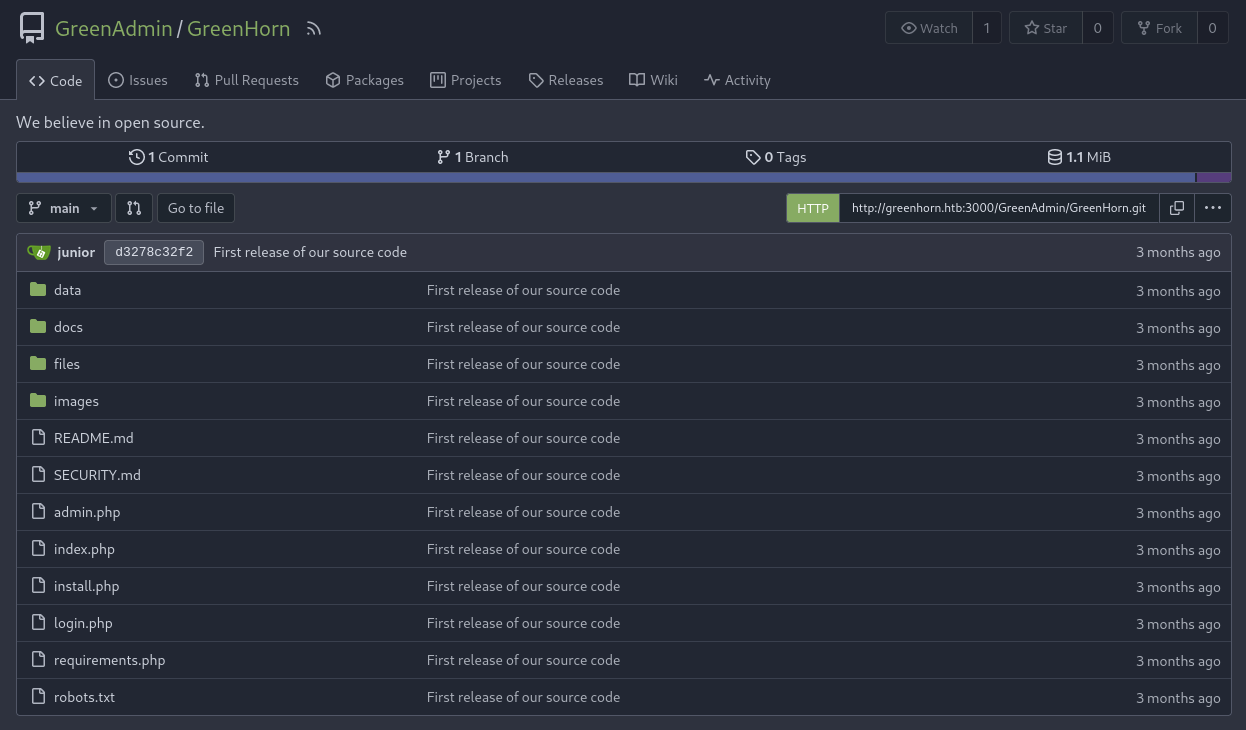 GreenAdmin / GreenHorn Watch 1 Star 0 Fork 0
Code Issues Pull Requests Packages Projects Releases Wiki Activity
We believe in open source.
1 Commit 1 Branch 0 Tags 1.1 MiB
main Go to file HTTP http://greenhorn.htb:3000/GreenAdmin/GreenHorn.git
junior d3278c32f2 First release of our source code 3 months ago
data First release of our source code 3 months ago
docs First release of our source code 3 months ago
files First release of our source code 3 months ago
images First release of our source code 3 months ago
README.md First release of our source code 3 months ago
SECURITY.md First release of our source code 3 months ago
admin.php First release of our source code 3 months ago
index.php First release of our source code 3 months ago
install.php First release of our source code 3 months ago
login.php First release of our source code 3 months ago
requirements.php First release of our source code 3 months ago
robots.txt First release of our source code 3 months ago